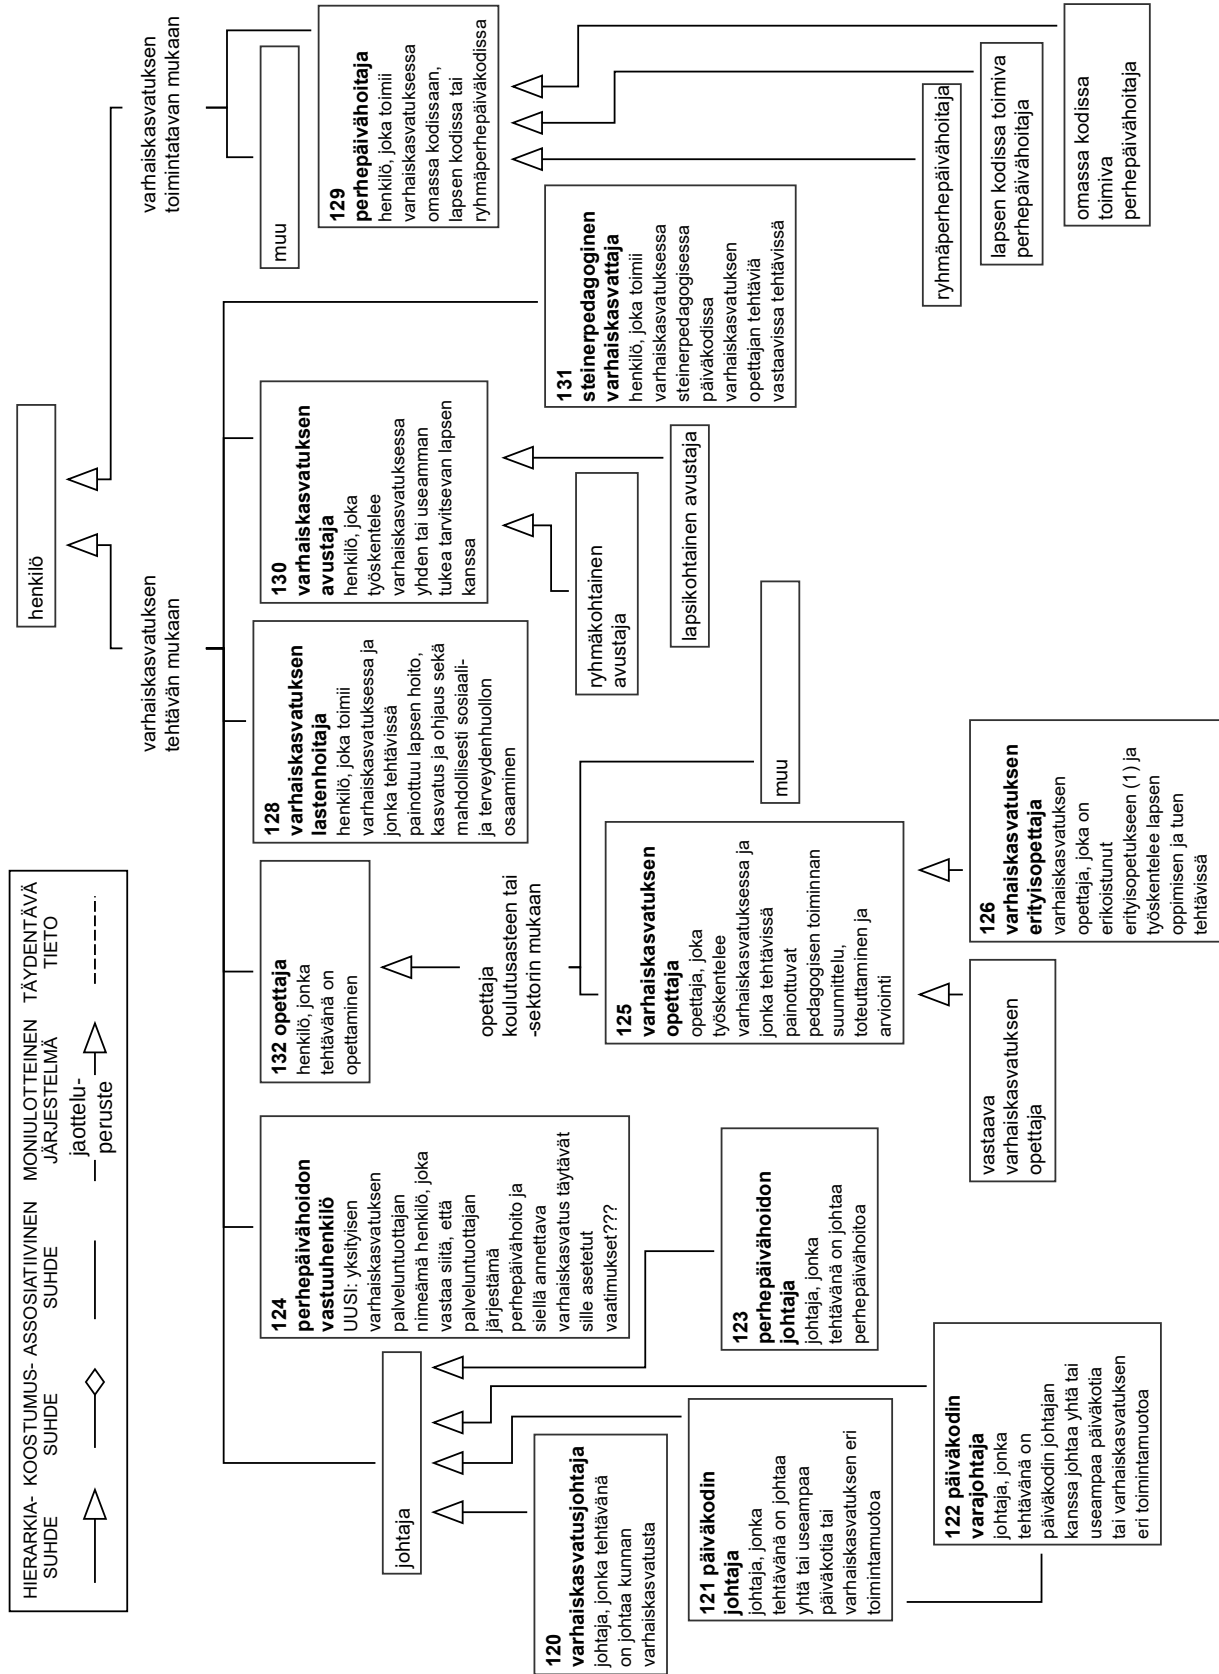 HIERARKIA-
SUHDE
KOOSTUMUS-
SUHDE
ASSOSIATIIVINEN
SUHDE
MONIULOTTEINEN
JÄRJESTELMÄ
jaottelu-
peruste
TÄYDENTÄVÄ
TIETO
henkilö
varhaiskasvatuksen
tehtävän mukaan
varhaiskasvatuksen
toimintatavan mukaan
johtaja
120
varhaiskasvatusjohtaja
johtaja, jonka tehtävänä
on johtaa kunnan
varhaiskasvatusta
121 päiväkodin
johtaja
johtaja, jonka
tehtävänä on johtaa
yhtä tai useampaa
päiväkotia tai
varhaiskasvatuksen eri
toimintamuotoa
122 päiväkodin
varajohtaja
johtaja, jonka
tehtävänä on
päiväkodin johtajan
kanssa johtaa yhtä tai
useampaa päiväkotia
tai varhaiskasvatuksen
eri toimintamuotoa
123
perhepäivähoidon
johtaja
johtaja, jonka
tehtävänä on johtaa
perhepäivähoitoa
124
perhepäivähoidon
vastuuhenkilö
UUSI: yksityisen
varhaiskasvatuksen
palveluntuottajan
nimeämä henkilö, joka
vastaa siitä, että
palveluntuottajan
järjestämä
perhepäivähoito ja
siellä annettava
varhaiskasvatus täytävät
sille asetetut
vaatimukset???
132 opettaja
henkilö, jonka
tehtävänä on
opettaminen
opettaja
koulutusasteen tai
-sektorin mukaan
125
varhaiskasvatuksen
opettaja
opettaja, joka
työskentelee
varhaiskasvatuksessa ja
jonka tehtävissä
painottuvat
pedagogisen toiminnan
suunnittelu,
toteuttaminen ja
arviointi
muu
vastaava
varhaiskasvatuksen
opettaja
126
varhaiskasvatuksen
erityisopettaja
varhaiskasvatuksen
opettaja, joka on
erikoistunut
erityisopetukseen (1) ja
työskentelee lapsen
oppimisen ja tuen
tehtävissä
128
varhaiskasvatuksen
lastenhoitaja
henkilö, joka toimii
varhaiskasvatuksessa ja
jonka tehtävissä
painottuu lapsen hoito,
kasvatus ja ohjaus sekä
mahdollisesti sosiaali-
ja terveydenhuollon
osaaminen
130
varhaiskasvatuksen
avustaja
henkilö, joka
työskentelee
varhaiskasvatuksessa
yhden tai useamman
tukea tarvitsevan lapsen
kanssa
ryhmäkohtainen
avustaja
lapsikohtainen avustaja
131
steinerpedagoginen
varhaiskasvattaja
henkilö, joka toimii
varhaiskasvatuksessa
steinerpedagogisessa
päiväkodissa
varhaiskasvatuksen
opettajan tehtäviä
vastaavissa tehtävissä
muu
129
perhepäivähoitaja
henkilö, joka toimii
varhaiskasvatuksessa
omassa kodissaan,
lapsen kodissa tai
ryhmäperhepäiväkodissa
ryhmäperhepäivähoitaja
lapsen kodissa toimiva
perhepäivähoitaja
omassa kodissa
toimiva
perhepäivähoitaja